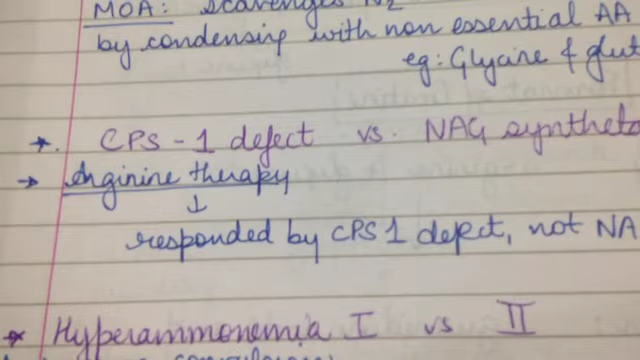 MOA: Scavenges N2
by condensing with non essential AA
eg: Glycine & glut
*. CPS-1 defect vs. NAG syntheta
→ Arginine therapy
↓
responded by CPS 1 defect, not NA
* Hyperammonemia I vs II